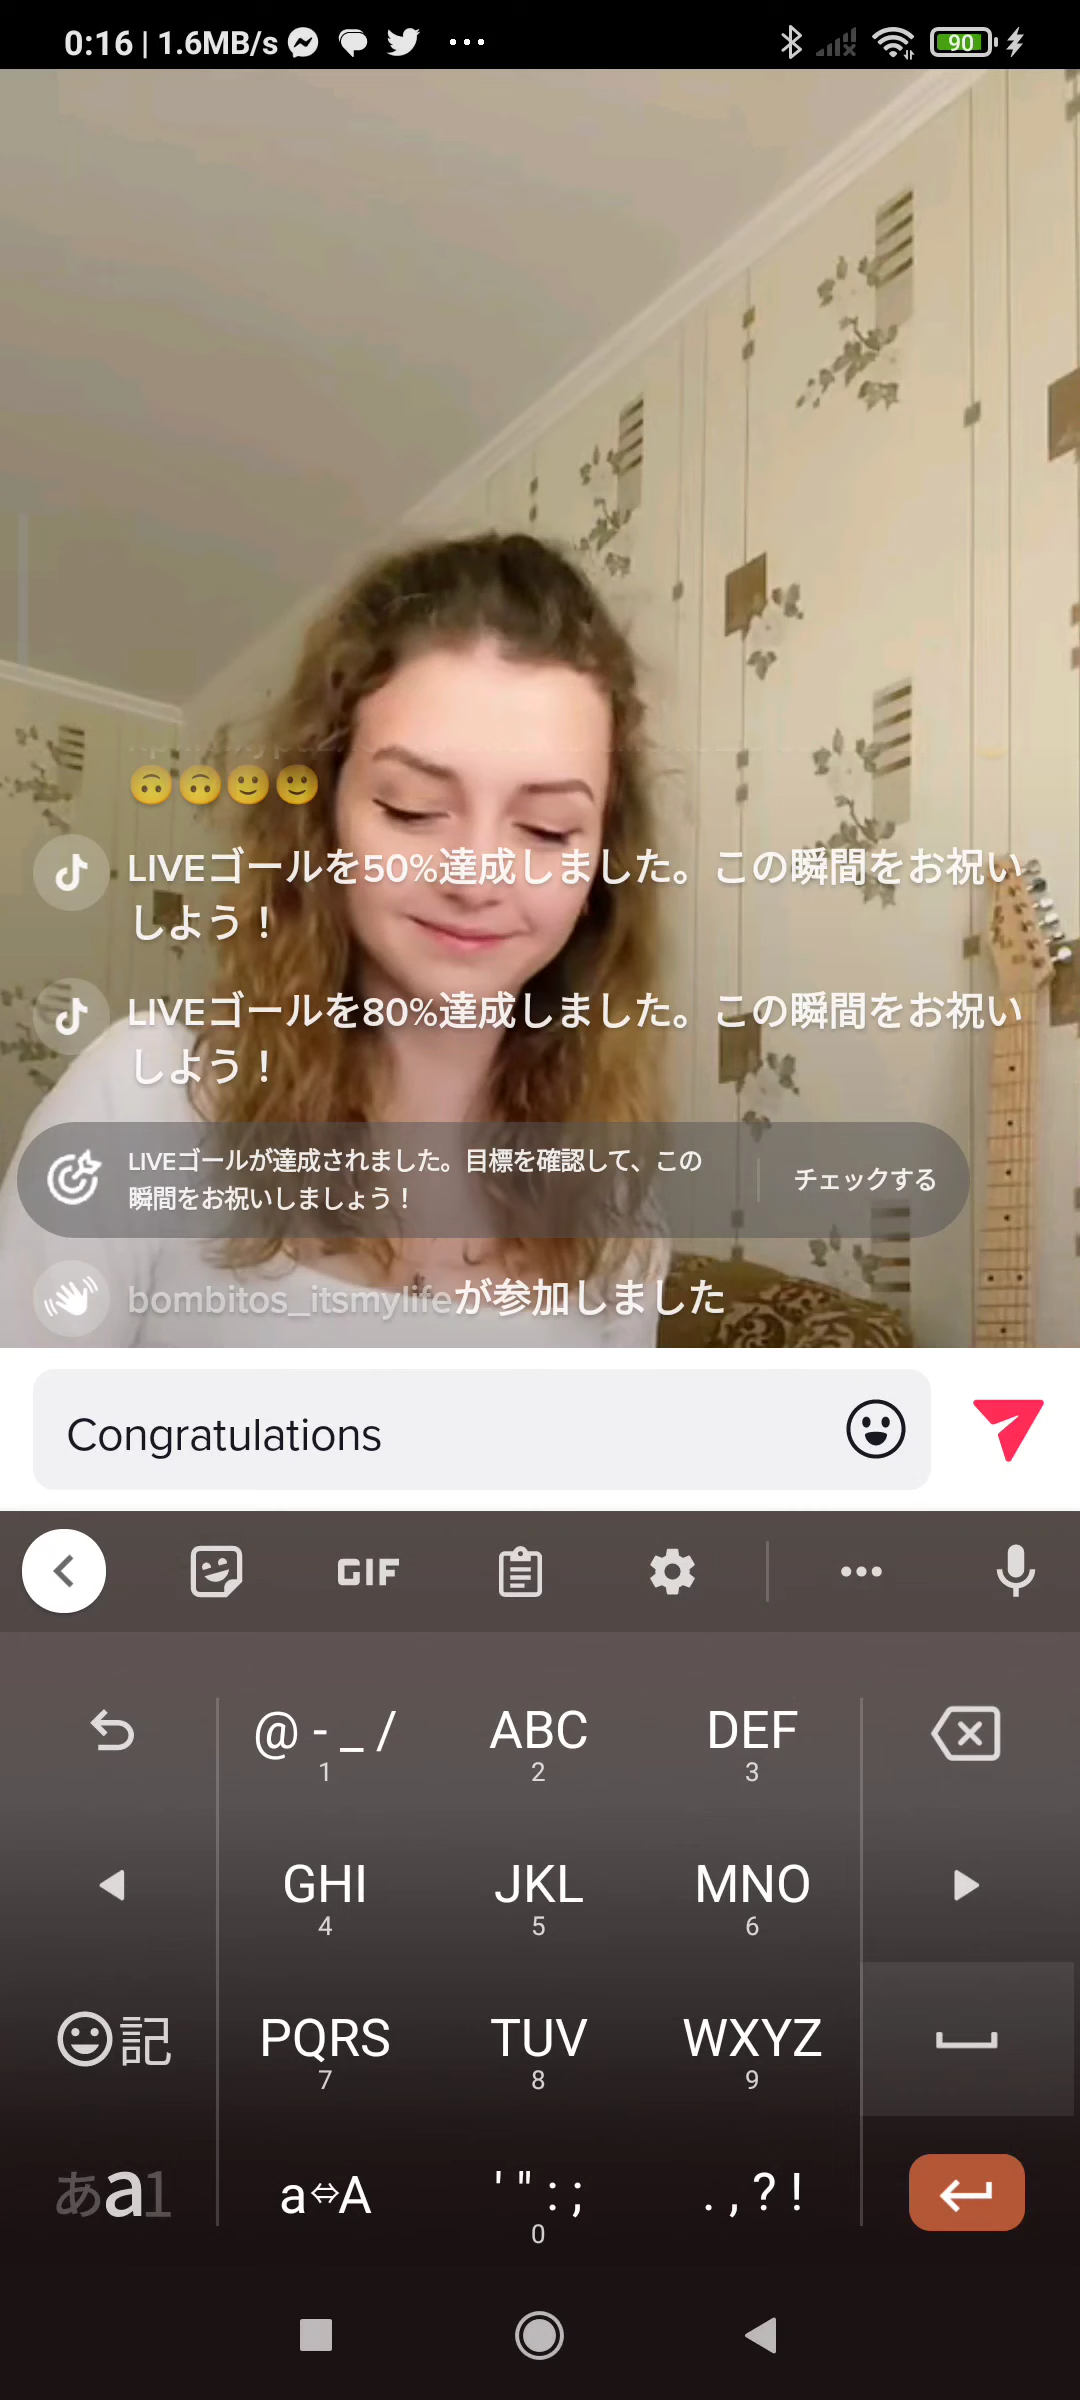 0:16 | 1.6MB/s
90
LIVEゴールを50%達成しました。この瞬間をお祝い
しよう！
LIVEゴールを80%達成しました。この瞬間をお祝い
しよう！
LIVEゴールが達成されました。目標を確認して、この
瞬間をお祝いしましょう！
チェックする
bombitos_itsmylifeが参加しました
Congratulations
GIF
@ - _ / ABC DEF
1 2 3
GHI JKL MNO
4 5 6
記 PQRS TUV WXYZ
7 8 9
あa1 a⇔A ' " : ; . , ? !
0